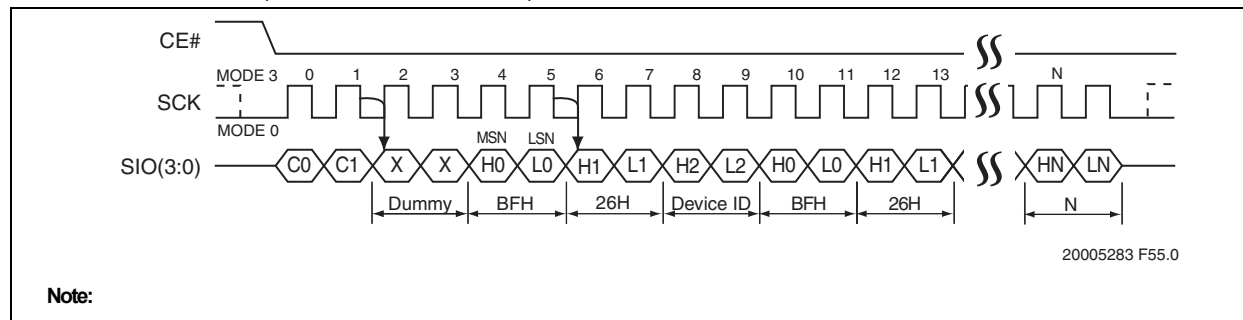 CE#
MODE 3 0 1 2 3 4 5 6 7 8 9 10 11 12 13 N
SCK
MODE 0
MSN LSN
SIO(3:0) C0 C1 X X H0 L0 H1 L1 H2 L2 H0 L0 H1 L1 HN LN
Dummy BFH 26H Device ID BFH 26H N
20005283 F55.0
Note: